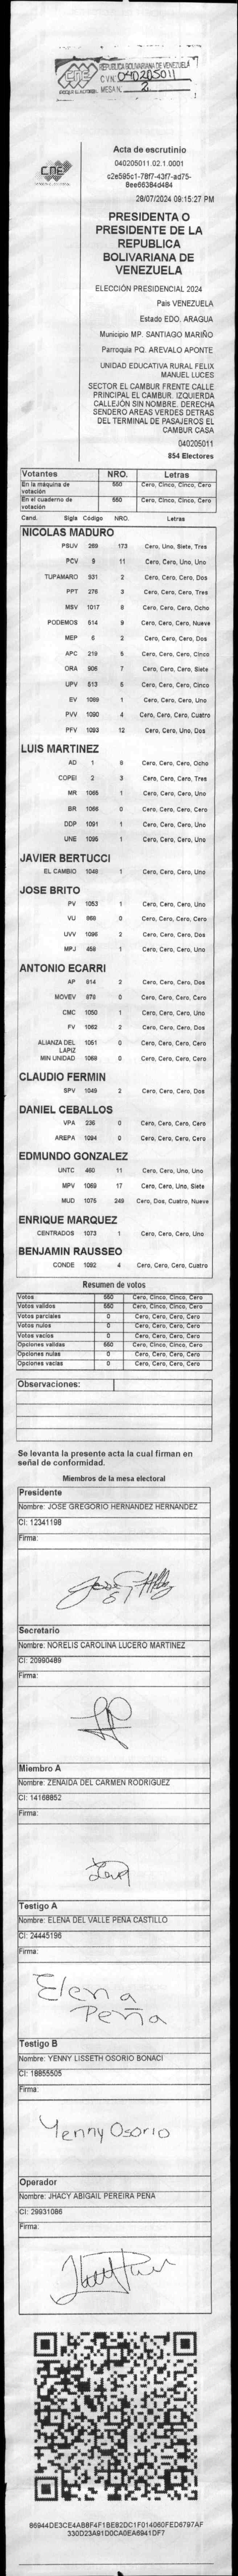 CNE
REPUBLICA BOLIVARIANA DE VENEZUELA
CVN: 040205011
MESA N. 2
PODER ELECTORAL
CNE
Acta de escrutinio
040205011.02.1.0001
28/07/2024 09:15:27 PM
PRESIDENTA O
PRESIDENTE DE LA
REPUBLICA
BOLIVARIANA DE
VENEZUELA
ELECCIÓN PRESIDENCIAL 2024
Pais VENEZUELA
Estado EDO. ARAGUA
Municipio MP. SANTIAGO MARIÑO
Parroquia PQ. AREVALO APONTE
UNIDAD EDUCATIVA RURAL FELIX
MANUEL LUCES
SECTOR EL CAMBUR FRENTE CALLE
PRINCIPAL EL CAMBUR. IZQUIERDA
CALLEJÓN SIN NOMBRE. DERECHA
SENDERO AREAS VERDES DETRAS
DEL TERMINAL DE PASAJEROS EL
CAMBUR CASA
040205011
854 Electores
Votantes NRO. Letras
En la máquina de votación 550 Cero, Cinco, Cinco, Cero
En el cuaderno de votación 550 Cero, Cinco, Cinco, Cero
Cand. Sigla Codigo NRO. Letras
NICOLAS MADURO
PSUV 289 173 Cero, Uno, Siete, Tres
PCV 9 11 Cero, Cero, Uno, Uno
TUPAMARO 531 2 Cero, Cero, Cero, Dos
PPT 276 3 Cero, Cero, Cero, Tres
MSV 1017 8 Cero, Cero, Cero, Ocho
PODEMOS 514 9 Cero, Cero, Cero, Nueve
MEP 6 2 Cero, Cero, Cero, Dos
APC 219 5 Cero, Cero, Cero, Cinco
ORA 906 7 Cero, Cero, Cero, Siete
UPV 513 5 Cero, Cero, Cero, Cinco
EV 1089 1 Cero, Cero, Cero, Uno
PVV 1090 4 Cero, Cero, Cero, Cuatro
PFV 1093 12 Cero, Cero, Uno, Dos
LUIS MARTINEZ
AD 1 8 Cero, Cero, Cero, Ocho
COPEI 2 3 Cero, Cero, Cero, Tres
MR 1065 1 Cero, Cero, Cero, Uno
BR 1066 0 Cero, Cero, Cero, Cero
DDP 1091 1 Cero, Cero, Cero, Uno
UNE 1095 1 Cero, Cero, Cero, Uno
JAVIER BERTUCCI
EL CAMBIO 1048 1 Cero, Cero, Cero, Uno
JOSE BRITO
PV 1053 1 Cero, Cero, Cero, Uno
VU 868 0 Cero, Cero, Cero, Cero
UVV 1096 2 Cero, Cero, Cero, Dos
MPJ 458 1 Cero, Cero, Cero, Uno
ANTONIO ECARRI
AP 814 2 Cero, Cero, Cero, Dos
MOVEV 878 0 Cero, Cero, Cero, Cero
CMC 1050 1 Cero, Cero, Cero, Uno
FV 1062 2 Cero, Cero, Cero, Dos
ALIANZA DEL LAPIZ 1051 0 Cero, Cero, Cero, Cero
MIN UNIDAD 1068 0 Cero, Cero, Cero, Cero
CLAUDIO FERMIN
SPV 1049 2 Cero, Cero, Cero, Dos
DANIEL CEBALLOS
VPA 236 0 Cero, Cero, Cero, Cero
AREPA 1094 0 Cero, Cero, Cero, Cero
EDMUNDO GONZALEZ
UNTC 460 11 Cero, Cero, Uno, Uno
MPV 1069 17 Cero, Cero, Uno, Siete
MUD 1075 249 Cero, Dos, Cuatro, Nueve
ENRIQUE MARQUEZ
CENTRADOS 1073 1 Cero, Cero, Cero, Uno
BENJAMIN RAUSSEO
CONDE 1092 4 Cero, Cero, Cero, Cuatro
Resumen de votos
Votos 550 Cero, Cinco, Cinco, Cero
Votos validos 550 Cero, Cinco, Cinco, Cero
Votos parciales 0 Cero, Cero, Cero, Cero
Votos nulos 0 Cero, Cero, Cero, Cero
Votos vacios 0 Cero, Cero, Cero, Cero
Opciones validas 550 Cero, Cinco, Cinco, Cero
Opciones nulas 0 Cero, Cero, Cero, Cero
Opciones vacias 0 Cero, Cero, Cero, Cero
Observaciones:
Se levanta la presente acta la cual firman en
señal de conformidad.
Miembros de la mesa electoral
Presidente
Nombre: JOSE GREGORIO HERNANDEZ HERNANDEZ
CI: 12341198
Firma:
Secretario
Nombre: NORELIS CAROLINA LUCERO MARTINEZ
CI: 20990489
Firma:
Miembro A
Nombre: ZENAIDA DEL CARMEN RODRIGUEZ
CI: 14168852
Firma:
Testigo A
Nombre: ELENA DEL VALLE PEÑA CASTILLO
CI: 24445196
Firma:
Elena
Peña
Testigo B
Nombre: YENNY LISSETH OSORIO BONACI
CI: 18855505
Firma:
Yenny Osorio
Operador
Nombre: JHACY ABIGAIL PEREIRA PEÑA
CI: 29931086
Firma:
86944DE3CE4AB8F4F1BE82DC1F014060FED6797AF
330D23A91D0CA0EA6941DF7